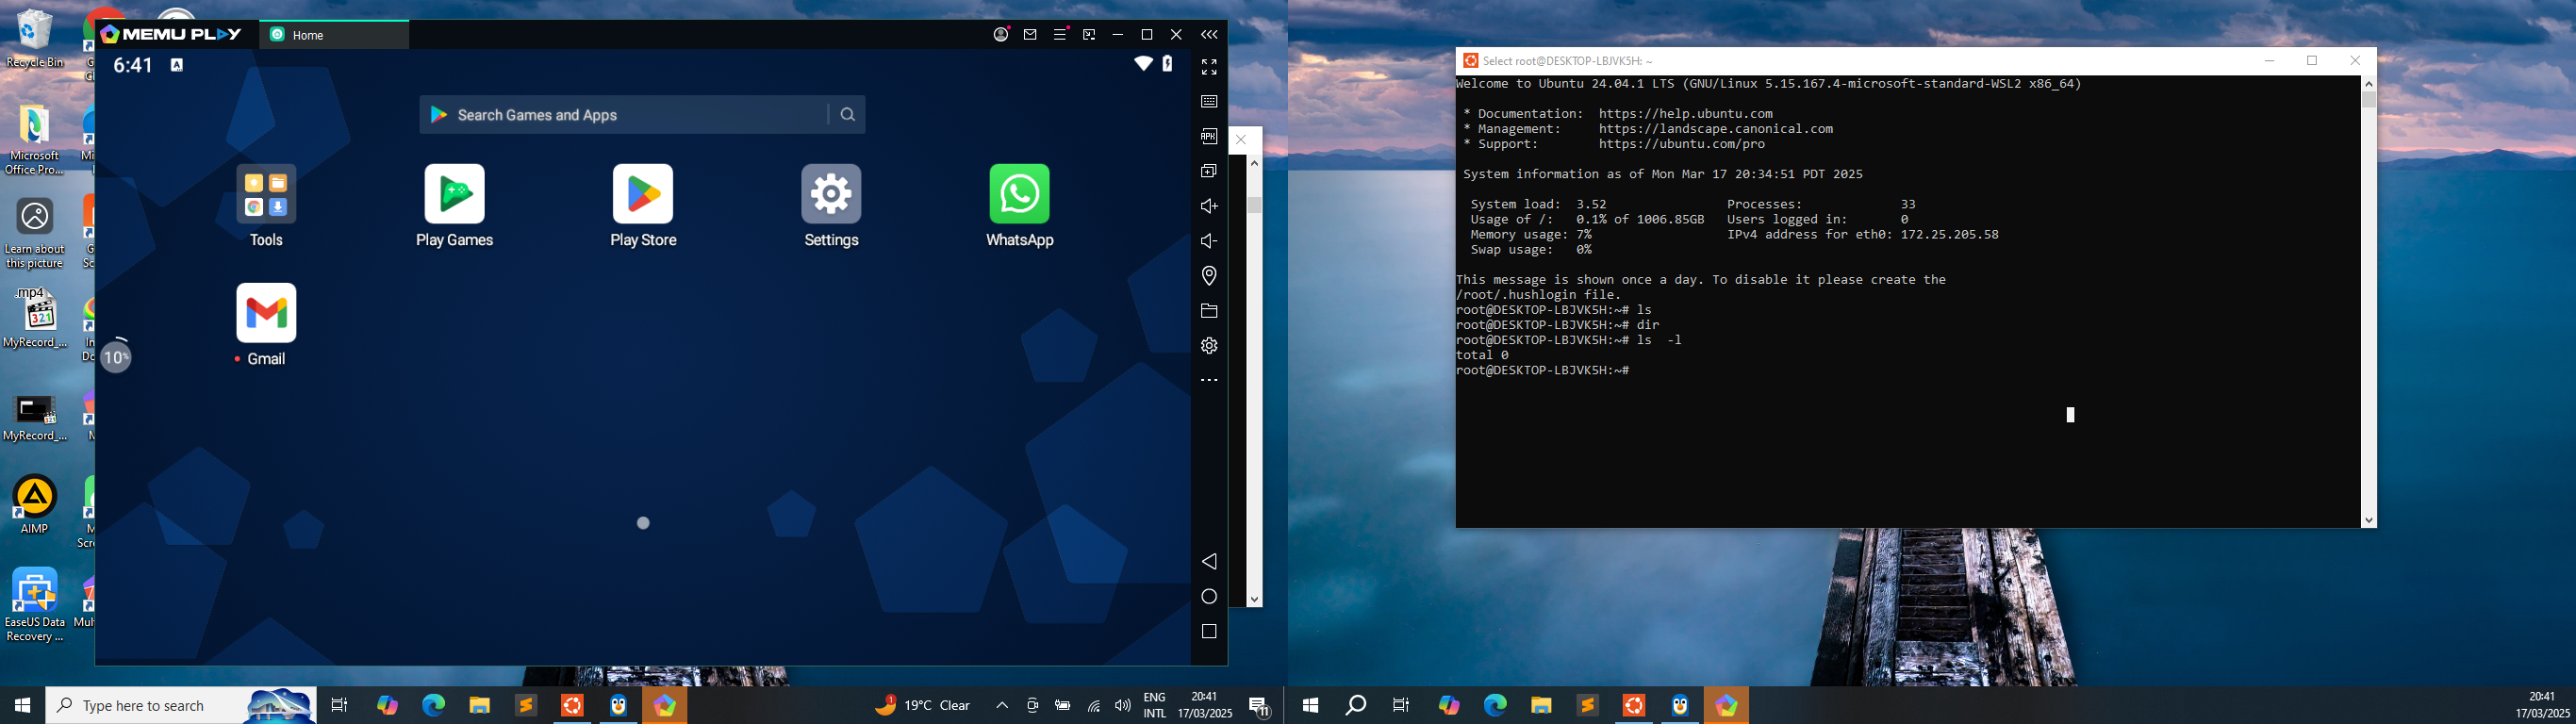 Recycle Bin
Microsoft
Office Pro...
Learn about
this picture
.mp4
321
MyRecord_...
MyRecord_...
AIMP
EaseUS Data
Recovery ...
MEMU PLAY
Home
6:41
A
Search Games and Apps
APK
Tools
Play Games
Play Store
Settings
WhatsApp
Gmail
10%
Type here to search
1
19°C Clear
ENG
INTL
20:41
17/03/2025
11
Select root@DESKTOP-LBJVK5H: ~
Welcome to Ubuntu 24.04.1 LTS (GNU/Linux 5.15.167.4-microsoft-standard-WSL2 x86_64)
* Documentation: https://help.ubuntu.com
* Management: https://landscape.canonical.com
* Support: https://ubuntu.com/pro
System information as of Mon Mar 17 20:34:51 PDT 2025
System load: 3.52 Processes: 33
Usage of /: 0.1% of 1006.85GB Users logged in: 0
Memory usage: 7% IPv4 address for eth0: 172.25.205.58
Swap usage: 0%
This message is shown once a day. To disable it please create the
/root/.hushlogin file.
root@DESKTOP-LBJVK5H:~# ls
root@DESKTOP-LBJVK5H:~# dir
root@DESKTOP-LBJVK5H:~# ls  -l
total 0
root@DESKTOP-LBJVK5H:~#
20:41
17/03/2025